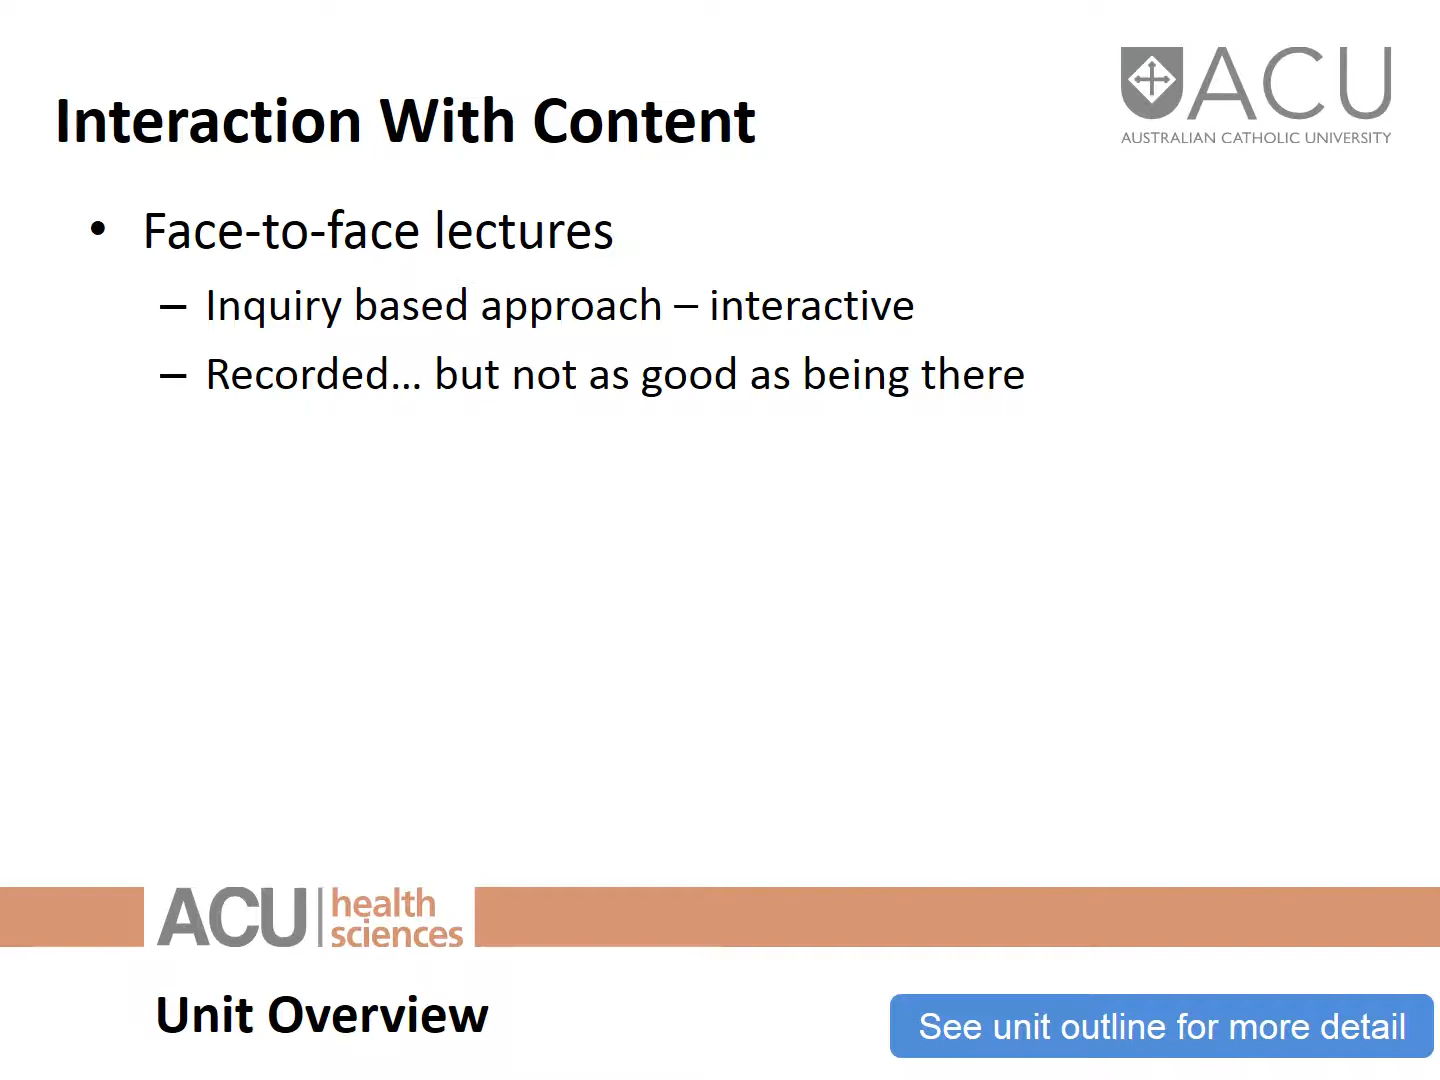 Interaction With Content
ACU
AUSTRALIAN CATHOLIC UNIVERSITY
• Face-to-face lectures
– Inquiry based approach – interactive
– Recorded... but not as good as being there
ACU health
sciences
Unit Overview
See unit outline for more detail